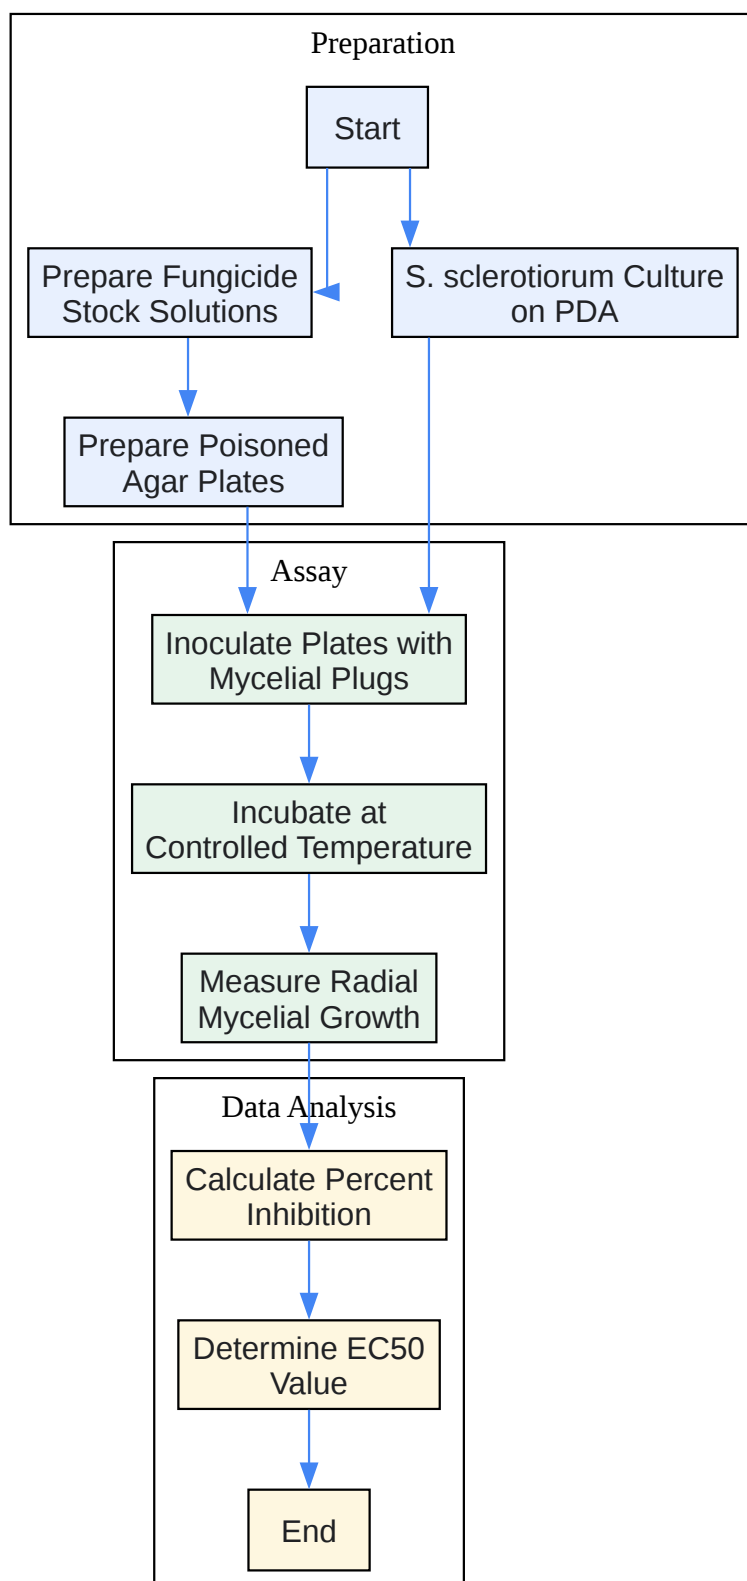 Preparation
Start
Prepare Fungicide
Stock Solutions
S. sclerotiorum Culture
on PDA
Prepare Poisoned
Agar Plates
Assay
Inoculate Plates with
Mycelial Plugs
Incubate at
Controlled Temperature
Measure Radial
Mycelial Growth
Data Analysis
Calculate Percent
Inhibition
Determine EC50
Value
End